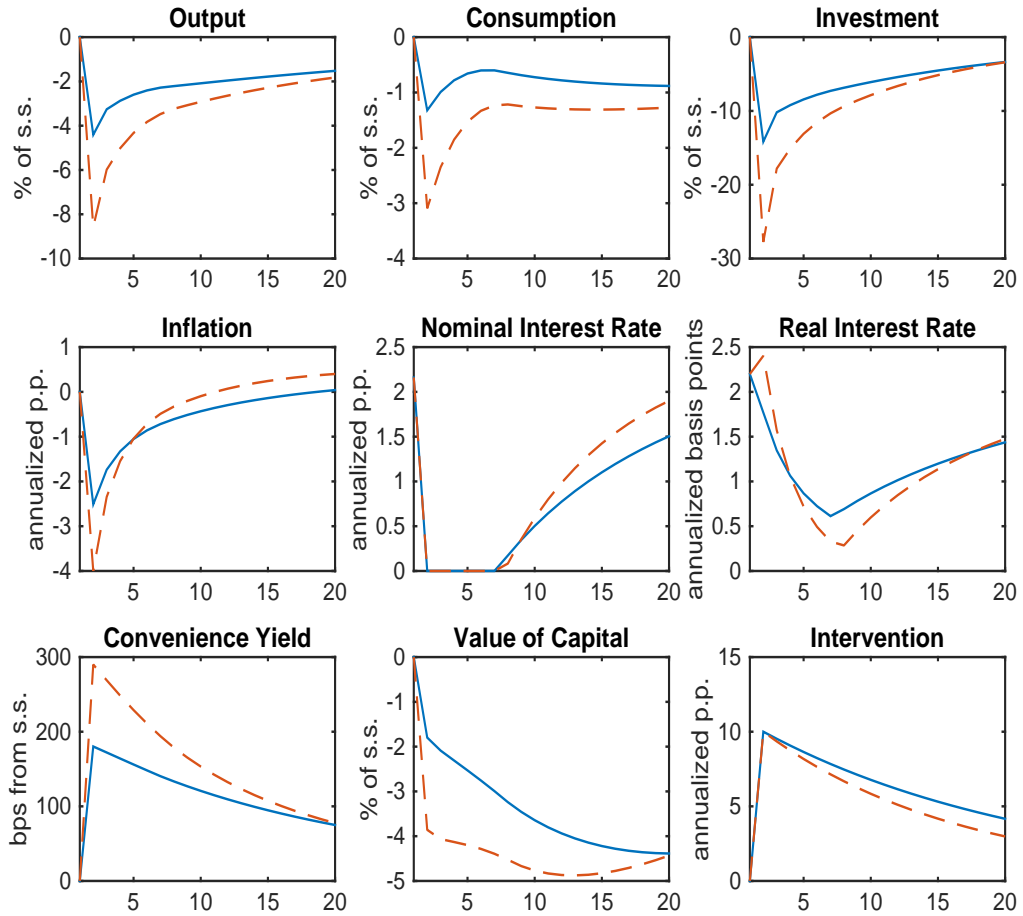 Output
% of s.s.
0
-2
-4
-6
-8
-10
5 10 15 20
Consumption
% of s.s.
0
-1
-2
-3
-4
5 10 15 20
Investment
% of s.s.
0
-10
-20
-30
5 10 15 20
Inflation
annualized p.p.
1
0
-1
-2
-3
-4
5 10 15 20
Nominal Interest Rate
annualized p.p.
2.5
2
1.5
1
0.5
0
5 10 15 20
Real Interest Rate
annualized basis points
2.5
2
1.5
1
0.5
0
5 10 15 20
Convenience Yield
bps from s.s.
300
200
100
0
5 10 15 20
Value of Capital
% of s.s.
0
-1
-2
-3
-4
-5
5 10 15 20
Intervention
annualized p.p.
15
10
5
0
5 10 15 20